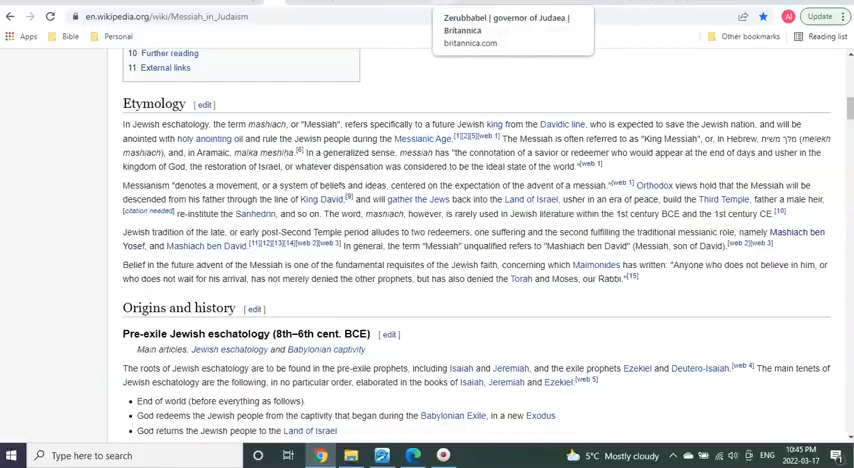 en.wikipedia.org/wiki/Messiah_in_Judaism
Zerubbabel | governor of Judaea |
Britannica
britannica.com
AI
Update
Apps
Bible
Parables
Other bookmarks
Reading list
10 Further reading
11 External links
Etymology [ edit ]
In Jewish eschatology, the term mashiach, or "Messiah", refers specifically to a future Jewish king from the Davidic line, who is expected to save the Jewish nation, and will be
anointed with holy anointing oil and rule the Jewish people during the Messianic Age.[1][2][5][web 1] The Messiah is often referred to as "King Messiah", or, in Hebrew, מלך משיח (melekh
mashiach), and, in Aramaic, malka meshiḥa.[6] In a generalized sense, messiah has "the connotation of a savior or redeemer who would appear at the end of days and usher in the
kingdom of God, the restoration of Israel, or whatever dispensation was considered to be the ideal state of the world."[web 1]
Messianism "denotes a movement, or a system of beliefs and ideas, centered on the expectation of the advent of a messiah."[web 1] Orthodox views hold that the Messiah will be
descended from his father through the line of King David,[9] and will gather the Jews back into the Land of Israel, usher in an era of peace, build the Third Temple, father a male heir,
[citation needed] re-institute the Sanhedrin, and so on. The word, mashiach, however, is rarely used in Jewish literature within the 1st century BCE and the 1st century CE.[10]
Jewish tradition of the late, or early post-Second Temple period alludes to two redeemers, one suffering and the second fulfilling the traditional messianic role, namely Mashiach ben
Yosef, and Mashiach ben David.[11][12][13][14][web 2][web 3] In general, the term "Messiah" unqualified refers to "Mashiach ben David" (Messiah, son of David).[web 2][web 3]
Belief in the future advent of the Messiah is one of the fundamental requisites of the Jewish faith, concerning which Maimonides has written: "Anyone who does not believe in him, or
who does not wait for his arrival, has not merely denied the other prophets, but has also denied the Torah and Moses, our Rabbi."[15]
Origins and history [ edit ]
Pre-exile Jewish eschatology (8th–6th cent. BCE) [ edit ]
Main articles: Jewish eschatology and Babylonian captivity
The roots of Jewish eschatology are to be found in the pre-exile prophets, including Isaiah and Jeremiah, and the exile prophets Ezekiel and Deutero-Isaiah.[web 4] The main tenets of
Jewish eschatology are the following, in no particular order, elaborated in the books of Isaiah, Jeremiah and Ezekiel:[web 5]
• End of world (before everything as follows).
• God redeems the Jewish people from the captivity that began during the Babylonian Exile, in a new Exodus
• God returns the Jewish people to the Land of Israel
Type here to search
5°C Mostly cloudy
ENG
10:45 PM
2022-03-17